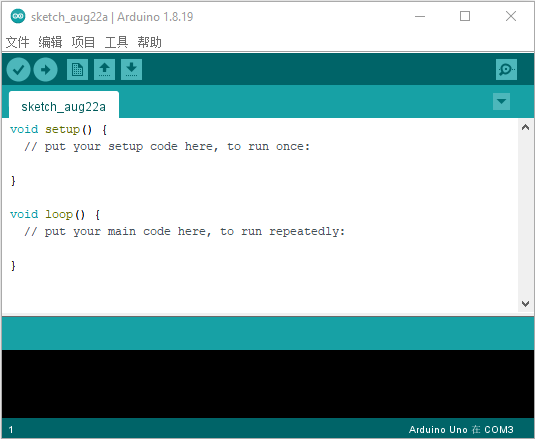 sketch_aug22a | Arduino 1.8.19
文件 编辑 项目 工具 帮助
sketch_aug22a
void setup() {
  // put your setup code here, to run once:
}
void loop() {
  // put your main code here, to run repeatedly:
}
1
Arduino Uno 在 COM3